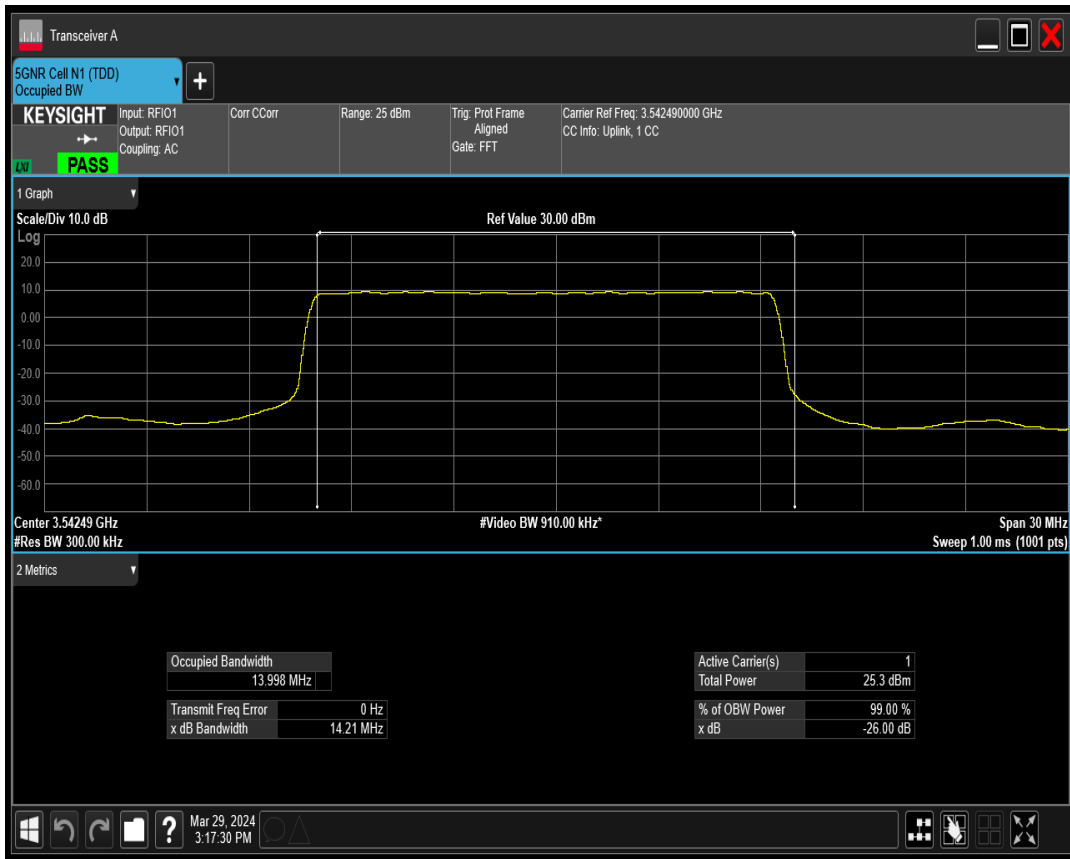 Transceiver A
5GNR Cell N1 (TDD)
Occupied BW
+
KEYSIGHT
LXI
PASS
Input: RFIO1
Output: RFIO1
Coupling: AC
Corr CCorr
Range: 25 dBm
Trig: Prot Frame
Aligned
Gate: FFT
Carrier Ref Freq: 3.542490000 GHz
CC Info: Uplink, 1 CC
1 Graph
Scale/Div 10.0 dB
Ref Value 30.00 dBm
Log
20.0
10.0
0.00
-10.0
-20.0
-30.0
-40.0
-50.0
-60.0
Center 3.54249 GHz
#Video BW 910.00 kHz*
Span 30 MHz
#Res BW 300.00 kHz
Sweep 1.00 ms (1001 pts)
2 Metrics
Occupied Bandwidth
13.998 MHz
Transmit Freq Error 0 Hz
x dB Bandwidth 14.21 MHz
Active Carrier(s) 1
Total Power 25.3 dBm
% of OBW Power 99.00 %
x dB -26.00 dB
?
Mar 29, 2024
3:17:30 PM